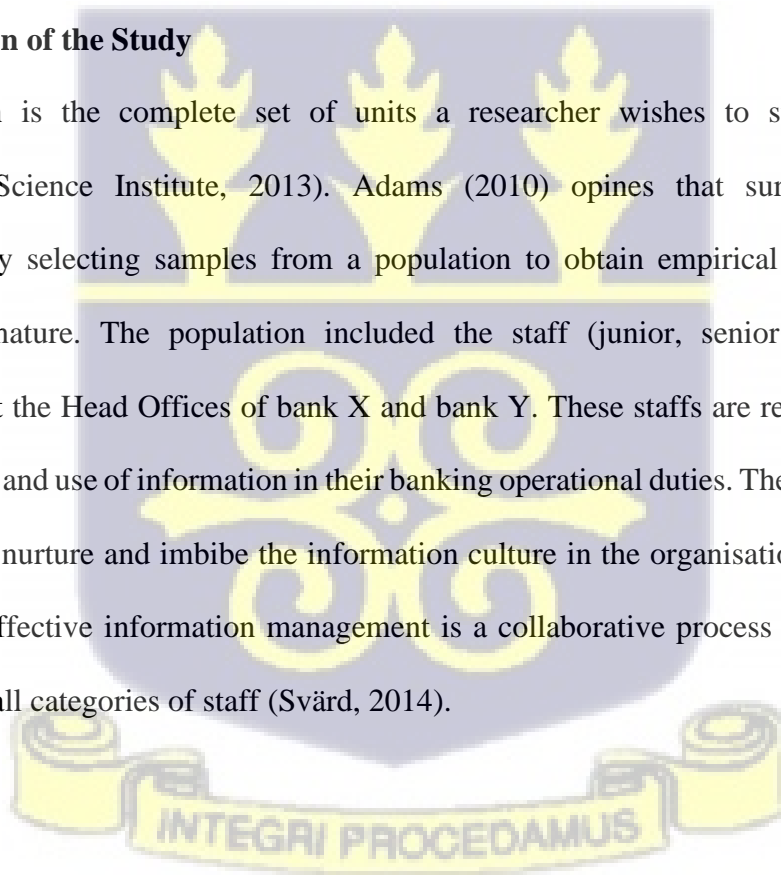 n of the Study
is the complete set of units a researcher wishes to s
Science Institute, 2013). Adams (2010) opines that sur
y selecting samples from a population to obtain empirical
nature. The population included the staff (junior, senior
t the Head Offices of bank X and bank Y. These staffs are re
and use of information in their banking operational duties. The
nurture and imbibe the information culture in the organisatio
ffective information management is a collaborative process
all categories of staff (Svärd, 2014).
INTEGRI PROCEDAMUS